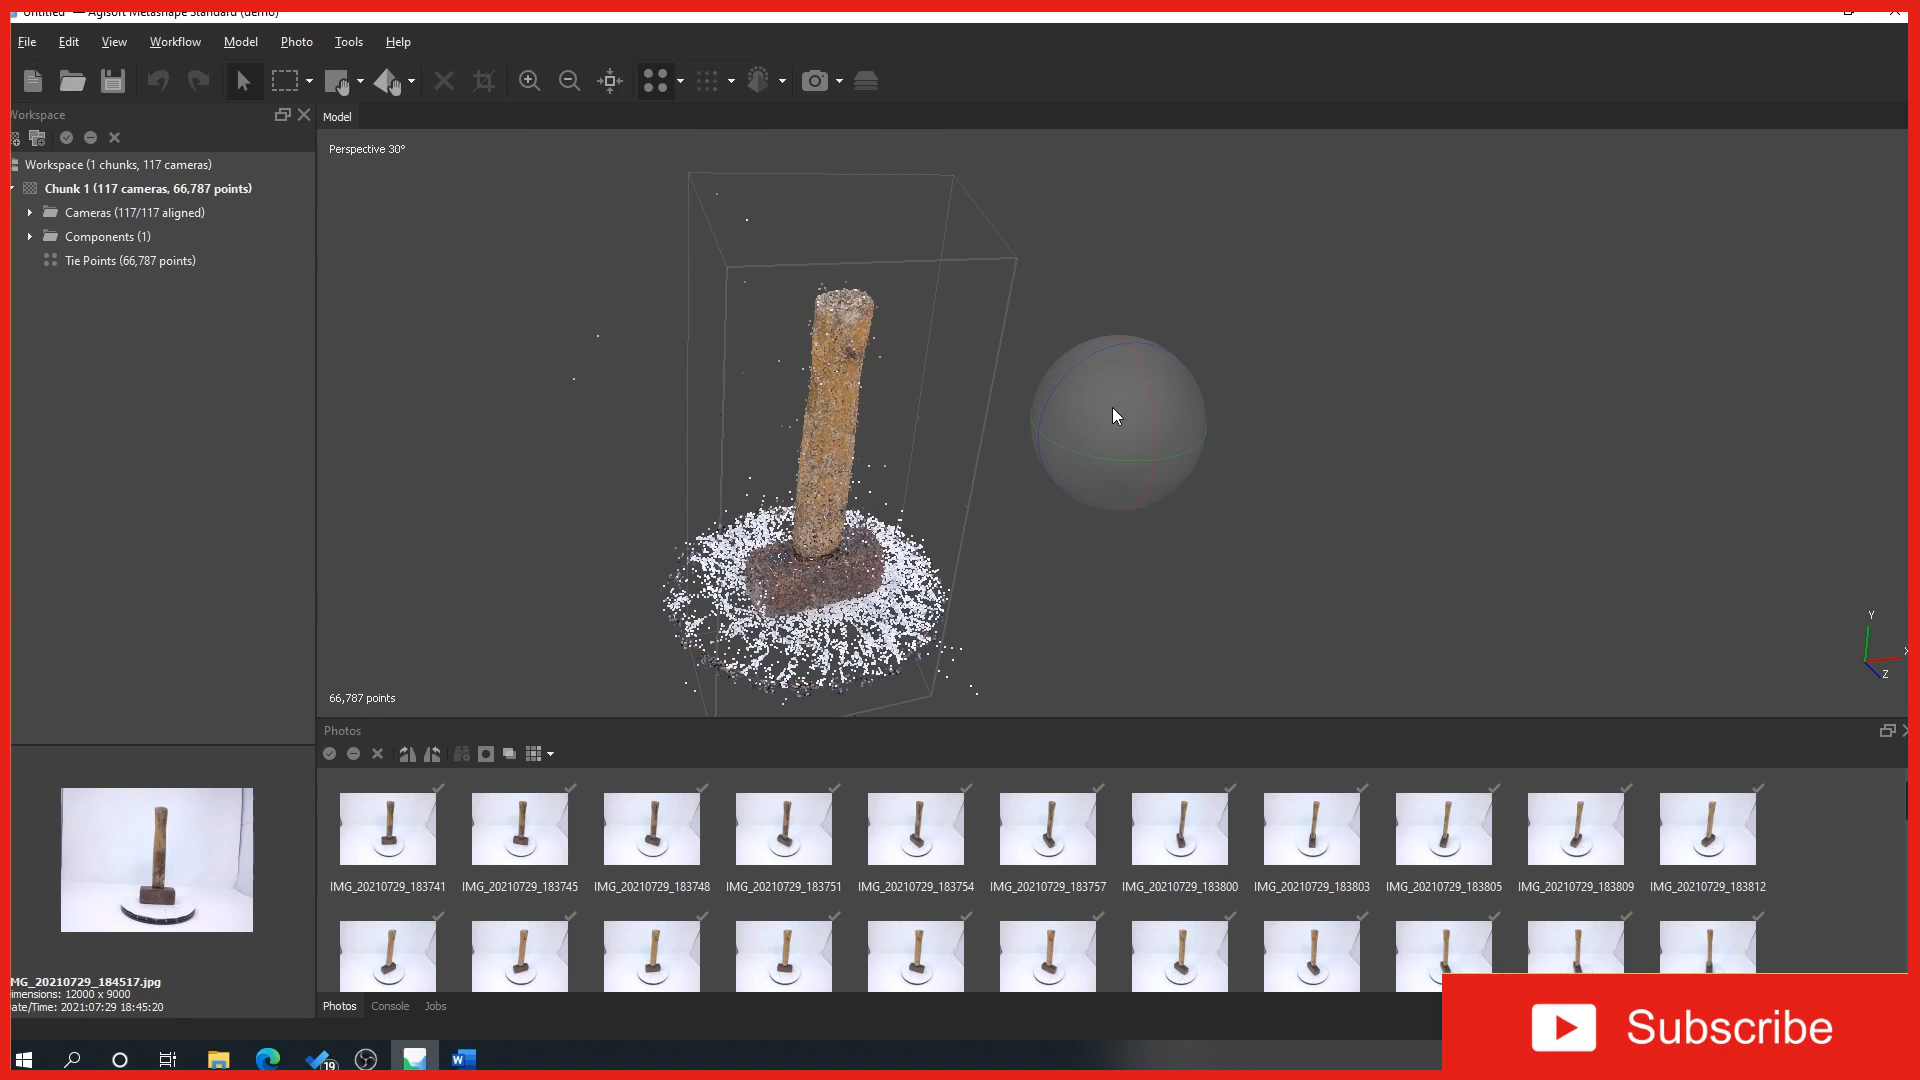 Untitled — Agisoft Metashape Standard (demo)
File Edit View Workflow Model Photo Tools Help
Workspace
Model
Workspace (1 chunks, 117 cameras)
Chunk 1 (117 cameras, 66,787 points)
Cameras (117/117 aligned)
Components (1)
Tie Points (66,787 points)
Perspective 30°
Y
X
Z
66,787 points
Photos
IMG_20210729_183741 IMG_20210729_183745 IMG_20210729_183748 IMG_20210729_183751 IMG_20210729_183754 IMG_20210729_183757 IMG_20210729_183800 IMG_20210729_183803 IMG_20210729_183805 IMG_20210729_183809 IMG_20210729_183812
MG_20210729_184517.jpg
imensions: 12000 x 9000
ate/Time: 2021:07:29 18:45:20
Photos Console Jobs
19
W
Subscribe